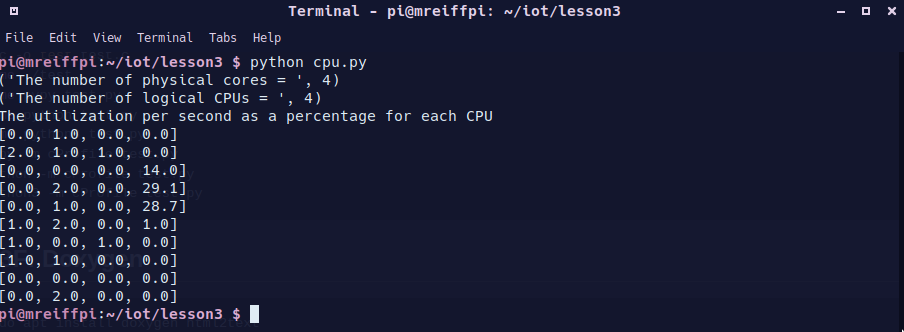 Terminal - pi@mreiffpi: ~/iot/lesson3
File Edit View Terminal Tabs Help
pi@mreiffpi:~/iot/lesson3 $ python cpu.py
('The number of physical cores = ', 4)
('The number of logical CPUs = ', 4)
The utilization per second as a percentage for each CPU
[0.0, 1.0, 0.0, 0.0]
[2.0, 1.0, 1.0, 0.0]
[0.0, 0.0, 0.0, 14.0]
[0.0, 2.0, 0.0, 29.1]
[0.0, 1.0, 0.0, 28.7]
[1.0, 2.0, 0.0, 1.0]
[1.0, 0.0, 1.0, 0.0]
[1.0, 1.0, 0.0, 0.0]
[0.0, 0.0, 0.0, 0.0]
[0.0, 2.0, 0.0, 0.0]
pi@mreiffpi:~/iot/lesson3 $